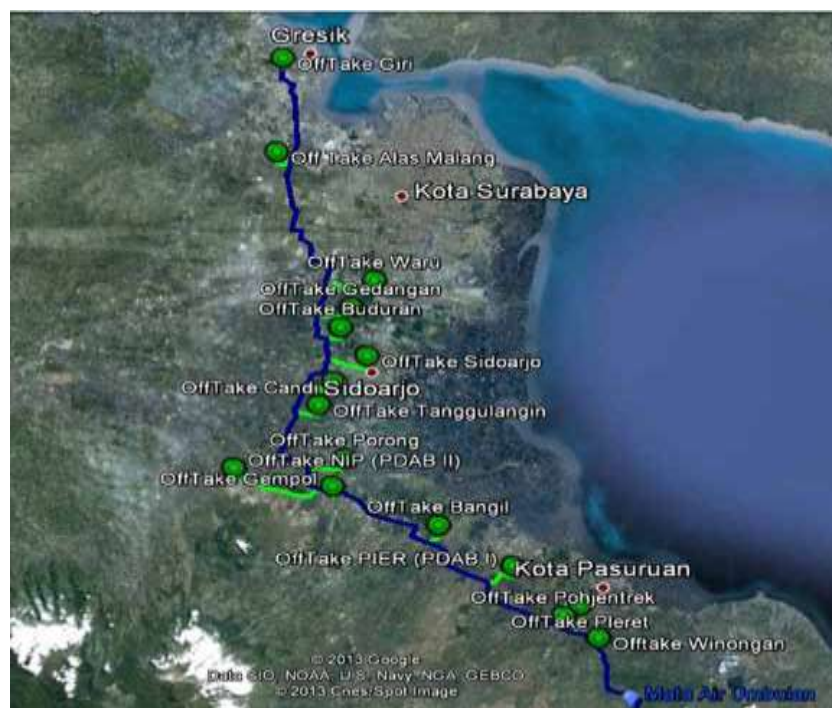 Gresik
OffTake Giri
Off Take Alas Malang
Kota Surabaya
OffTake Waru
OffTake Gedangan
OffTake Buduran
OffTake Sidoarjo
OffTake Candi
Sidoarjo
OffTake Tanggulangin
OffTake Porong
OffTake NIP (PDAB II)
OffTake Gempol
OffTake Bangil
OffTake PIER (PDAB I)
Kota Pasuruan
OffTake Pohjentrek
OffTake Pleret
Offtake Winongan
© 2013 Google
Data SIO, NOAA, U.S. Navy, NGA, GEBCO
© 2013 Cnes/Spot Image
Mata Air Umbulan